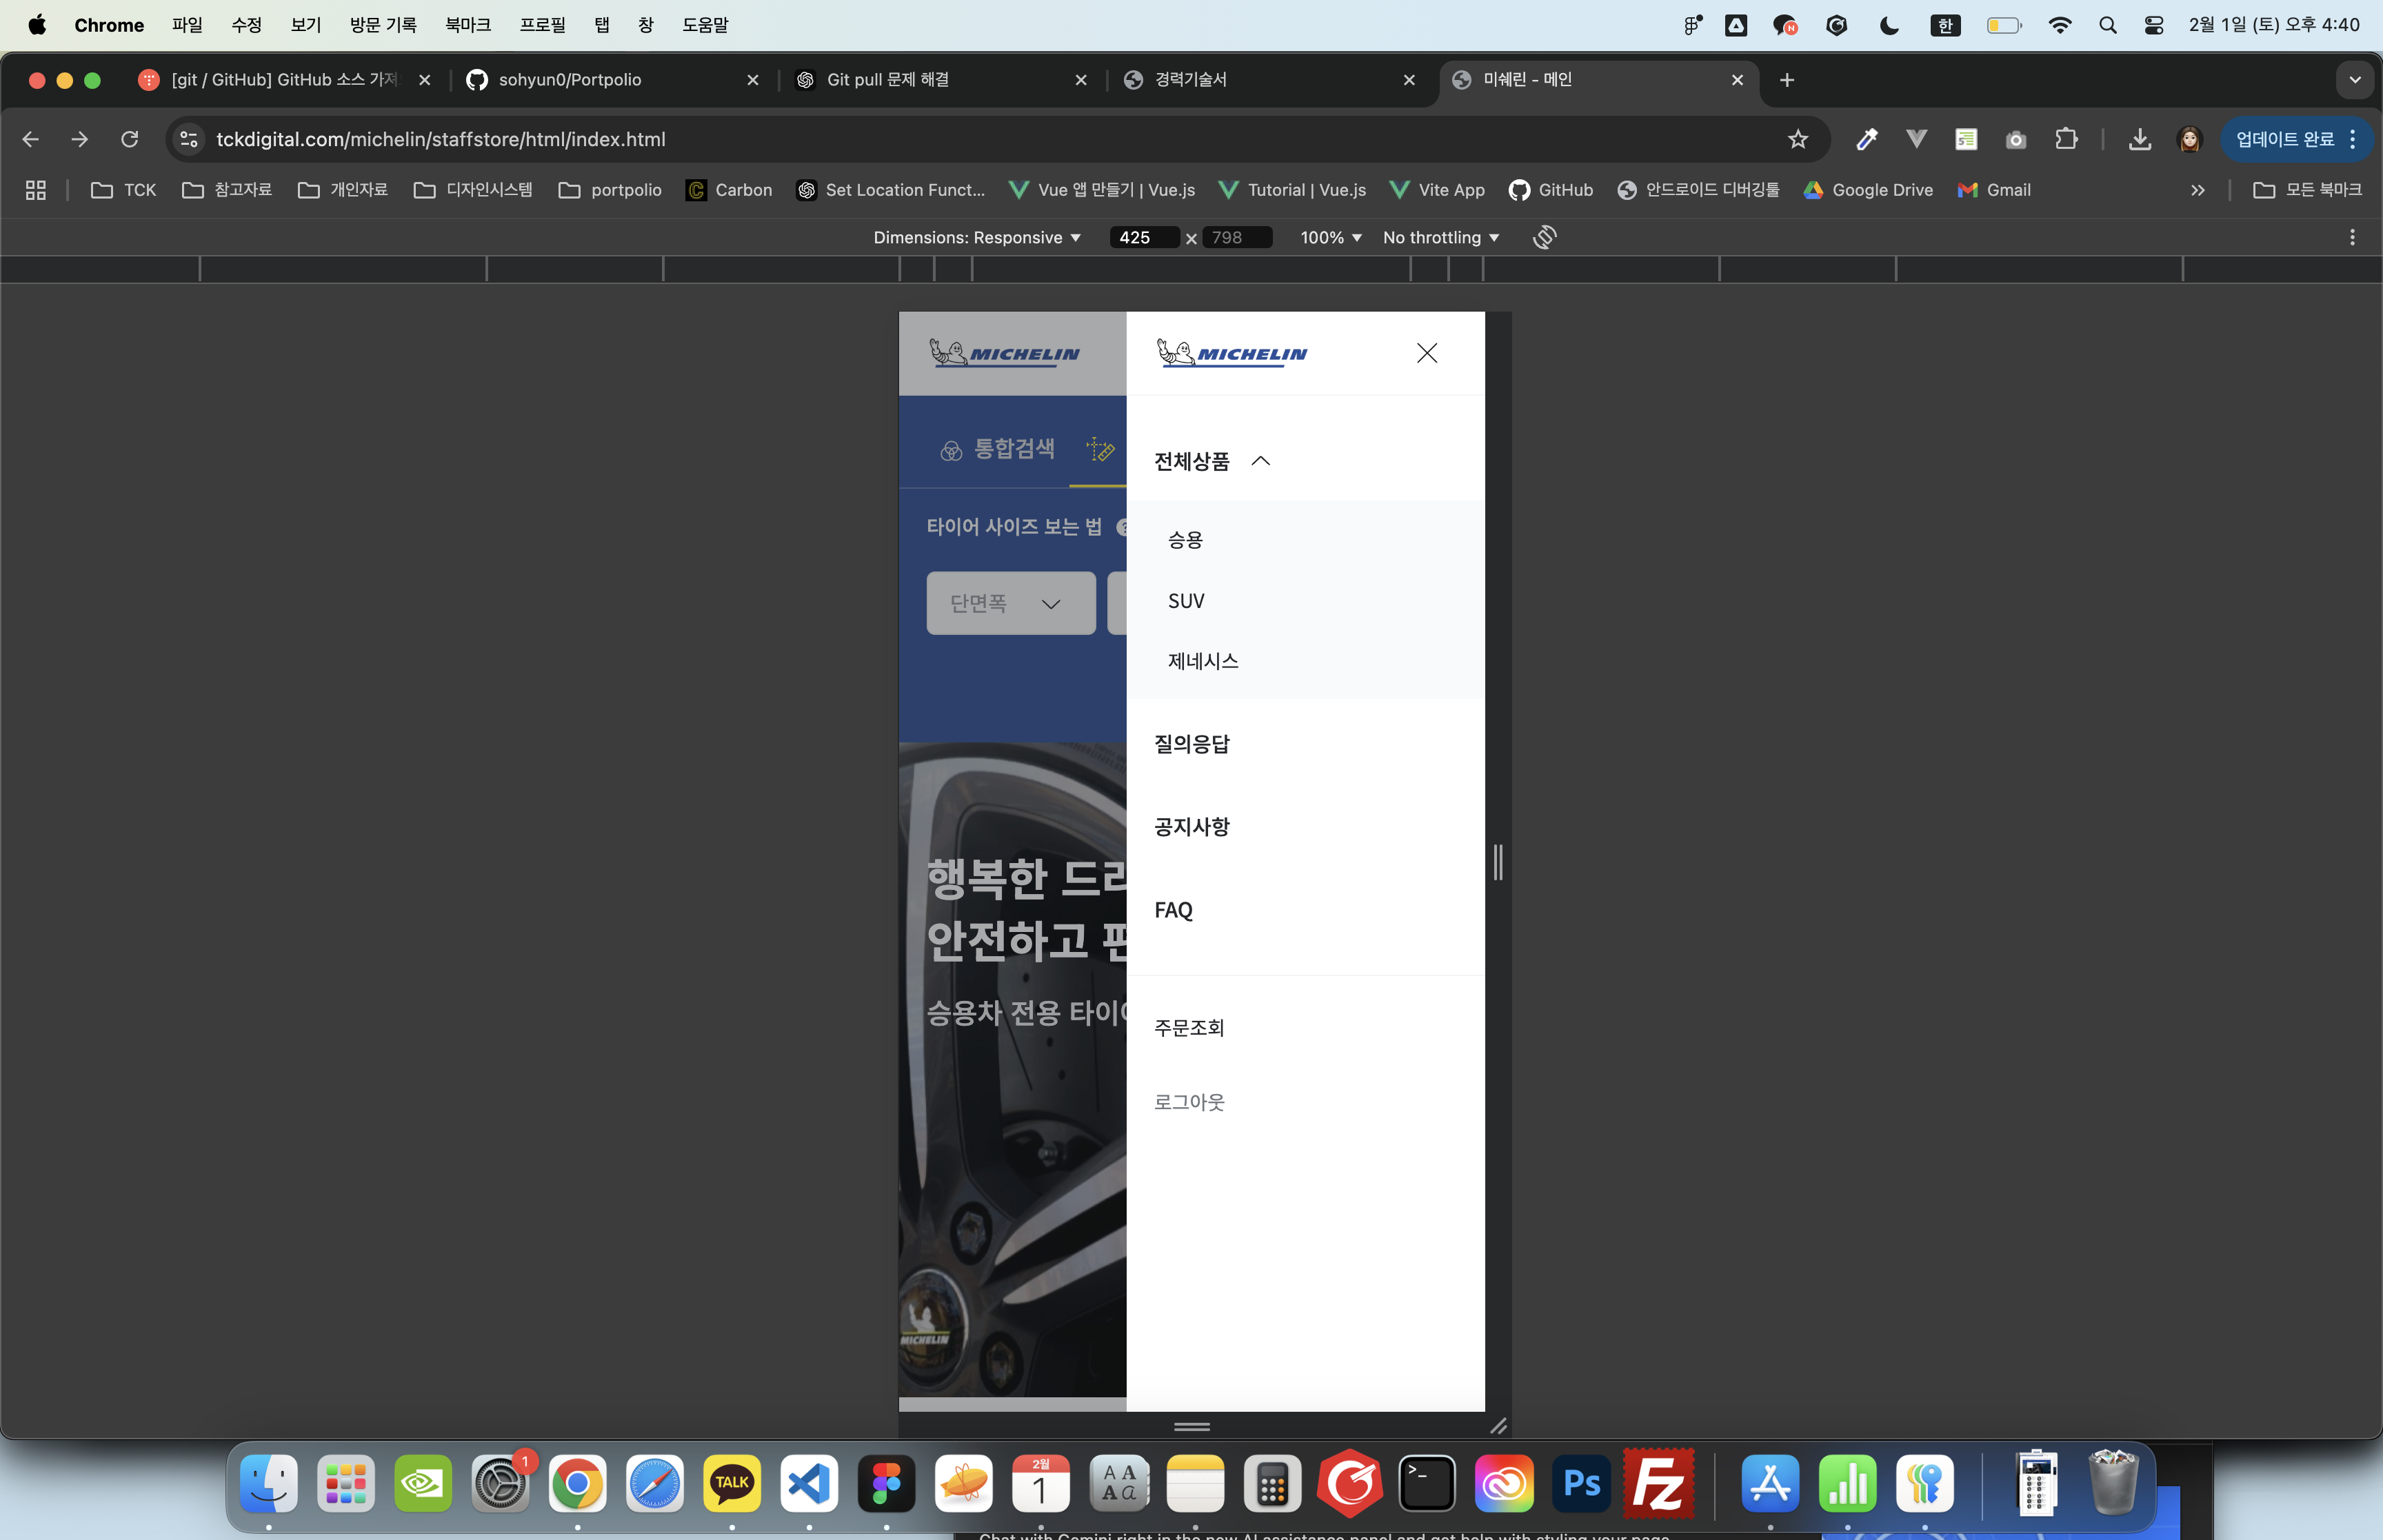 Chrome 파일 수정 보기 방문 기록 북마크 프로필 탭 창 도움말 한 2월 1일 (토) 오후 4:40
[git / GitHub] GitHub 소스 가져 sohyun0/Portpolio Git pull 문제 해결 경력기술서 미쉐린 - 메인
tckdigital.com/michelin/staffstore/html/index.html 업데이트 완료
TCK 참고자료 개인자료 디자인시스템 portpolio Carbon Set Location Funct... Vue 앱 만들기 | Vue.js Tutorial | Vue.js Vite App GitHub 안드로이드 디버깅툴 Google Drive Gmail 모든 북마크
Dimensions: Responsive 425 x 798 100% No throttling
MICHELIN
통합검색
타이어 사이즈 보는 법
단면폭
행복한 드라
안전하고 편
승용차 전용 타이어
MICHELIN
MICHELIN
전체상품
승용
SUV
제네시스
질의응답
공지사항
FAQ
주문조회
로그아웃
1
TALK
2월
1
Ps
Fz
Chat with Gemini right in the new AI assistance panel and get help with styling your page